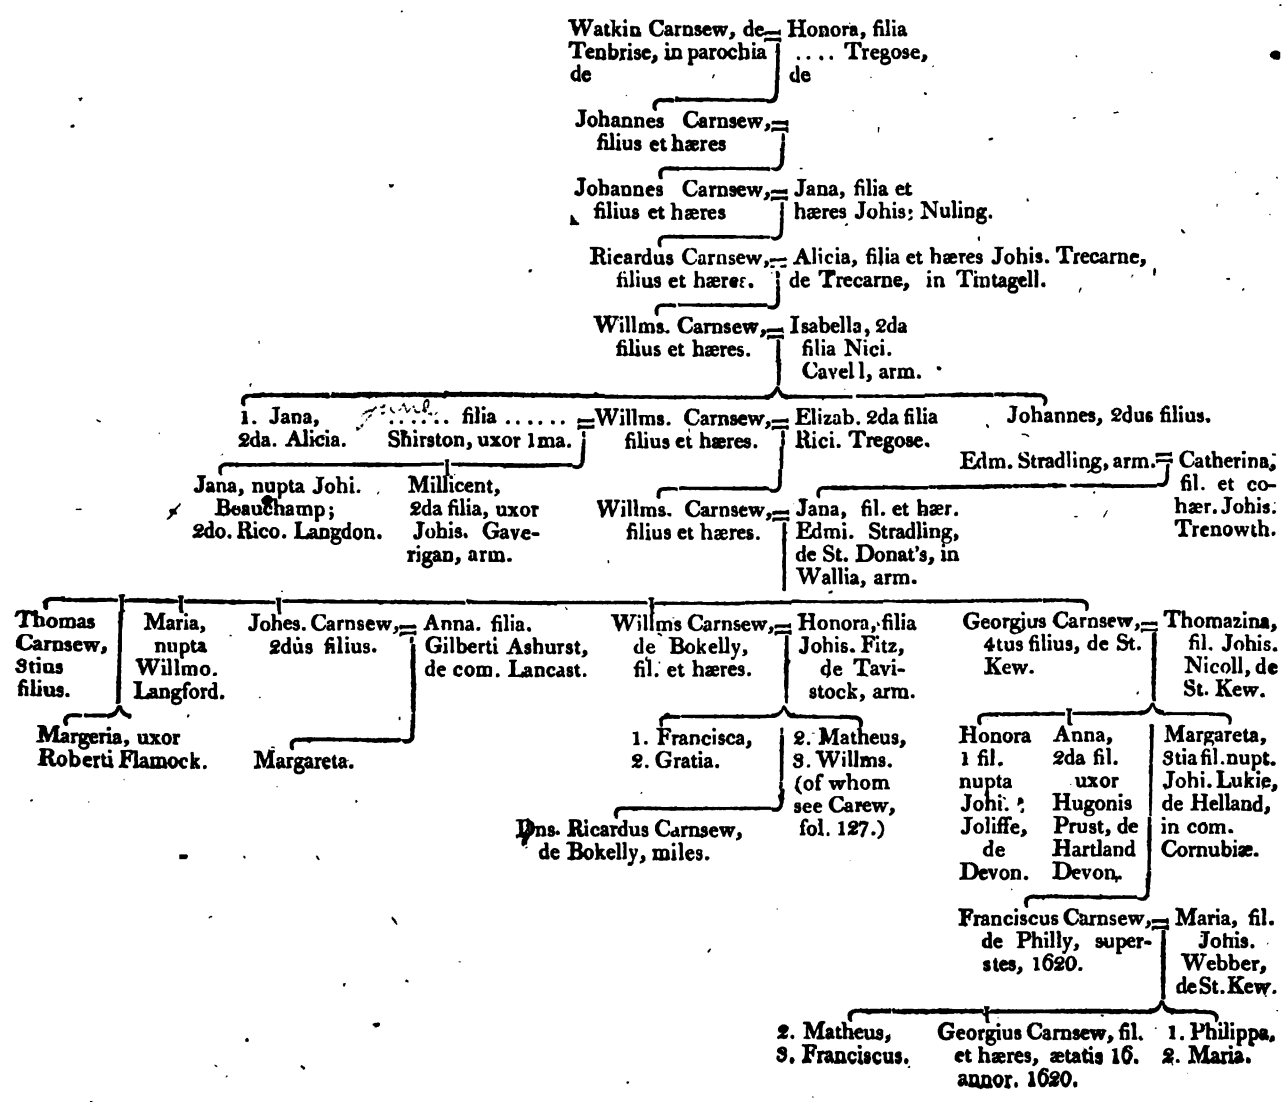 Watkin Carnsew, de = Honora, filia
Tenbrise, in parochia .... Tregose,
de de
Johannes Carnsew, =
filius et hæres
Johannes Carnsew, = Jana, filia et
filius et hæres hæres Johis. Nuling.
Ricardus Carnsew, = Alicia, filia et hæres Johis. Trecarne,
filius et hæres. de Trecarne, in Tintagell.
Willms. Carnsew, = Isabella, 2da
filius et hæres. filia Nici.
Cavell, arm.
1. Jana,
2da. Alicia.
...... filia ......
Shirston, uxor 1ma.
= Willms. Carnsew, =
filius et hæres.
Elizab. 2da filia
Rici. Tregose.
Johannes, 2dus filius.
Edm. Stradling, arm. = Catherina,
fil. et co-
hær. Johis.
Trenowth.
Jana, nupta Johi.
Beauchamp;
2do. Rico. Langdon.
Millicent,
2da filia, uxor
Johis. Gave-
rigan, arm.
Willms. Carnsew, =
filius et hæres.
Jana, fil. et hær.
Edmi. Stradling,
de St. Donat's, in
Wallia, arm.
Thomas
Carnsew,
3tius
filius.
Maria,
nupta
Willmo.
Langford.
Johes. Carnsew, =
2dus filius.
Anna. filia.
Gilberti Ashurst,
de com. Lancast.
Willms Carnsew, =
de Bokelly,
fil. et hæres.
Honora, filia
Johis. Fitz,
de Tavi-
stock, arm.
Georgius Carnsew, =
4tus filius, de St.
Kew.
Thomazina,
fil. Johis.
Nicoll, de
St. Kew.
Margeria, uxor
Roberti Flamock.
Margareta.
1. Francisca,
2. Gratia.
2. Matheus,
3. Willms.
(of whom
see Carew,
fol. 127.)
Dns. Ricardus Carnsew,
de Bokelly, miles.
Honora
1 fil.
nupta
Johi.
Joliffe,
de
Devon.
Anna,
2da fil.
uxor
Hugonis
Prust, de
Hartland
Devon.
Margareta,
3tia fil. nupt.
Johi. Lukie,
de Helland,
in com.
Cornubiæ.
Franciscus Carnsew, =
de Philly, super-
stes, 1620.
Maria, fil.
Johis.
Webber,
de St. Kew.
2. Matheus,
3. Franciscus.
Georgius Carnsew, fil.
et hæres, ætatis 16.
annor. 1620.
1. Philippa,
2. Maria.